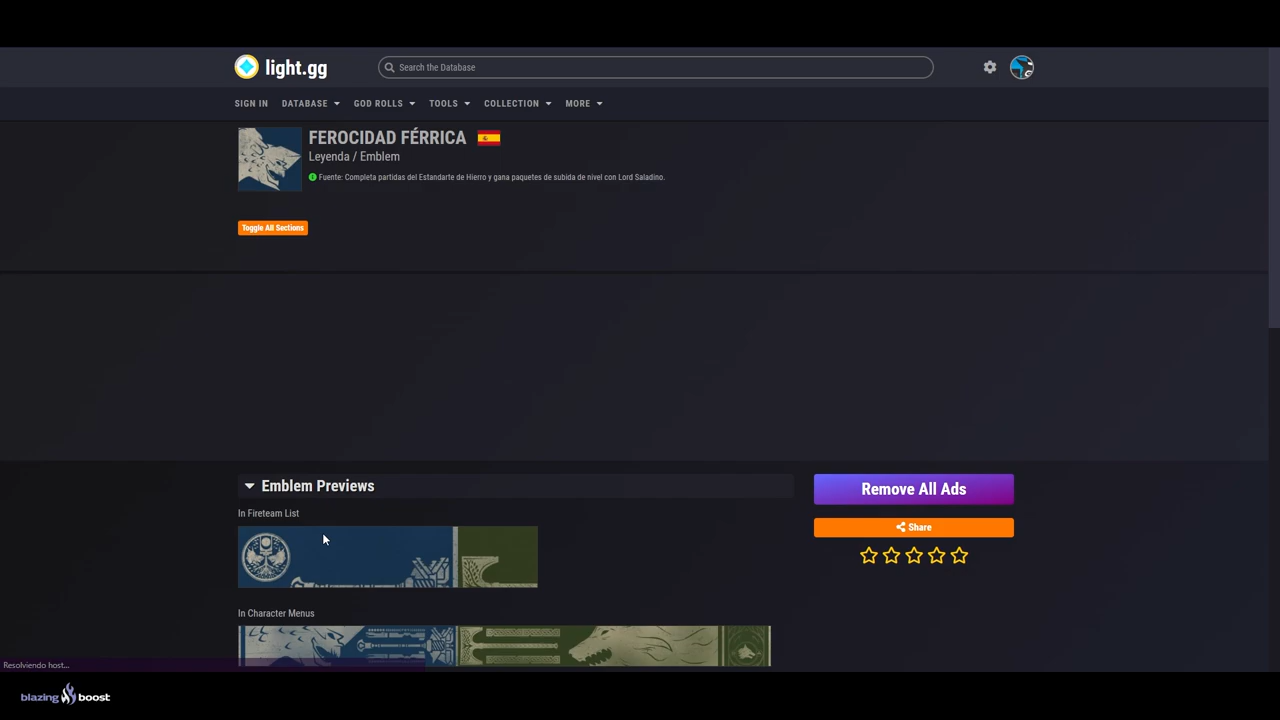 light.gg
Search the Database
SIGN IN DATABASE GOD ROLLS TOOLS COLLECTION MORE
FEROCIDAD FÉRRICA
Leyenda / Emblem
Fuente: Completa partidas del Estandarte de Hierro y gana paquetes de subida de nivel con Lord Saladino.
Toggle All Sections
Emblem Previews
Remove All Ads
In Fireteam List
Share
In Character Menus
Resolviendo host...
blazing boost